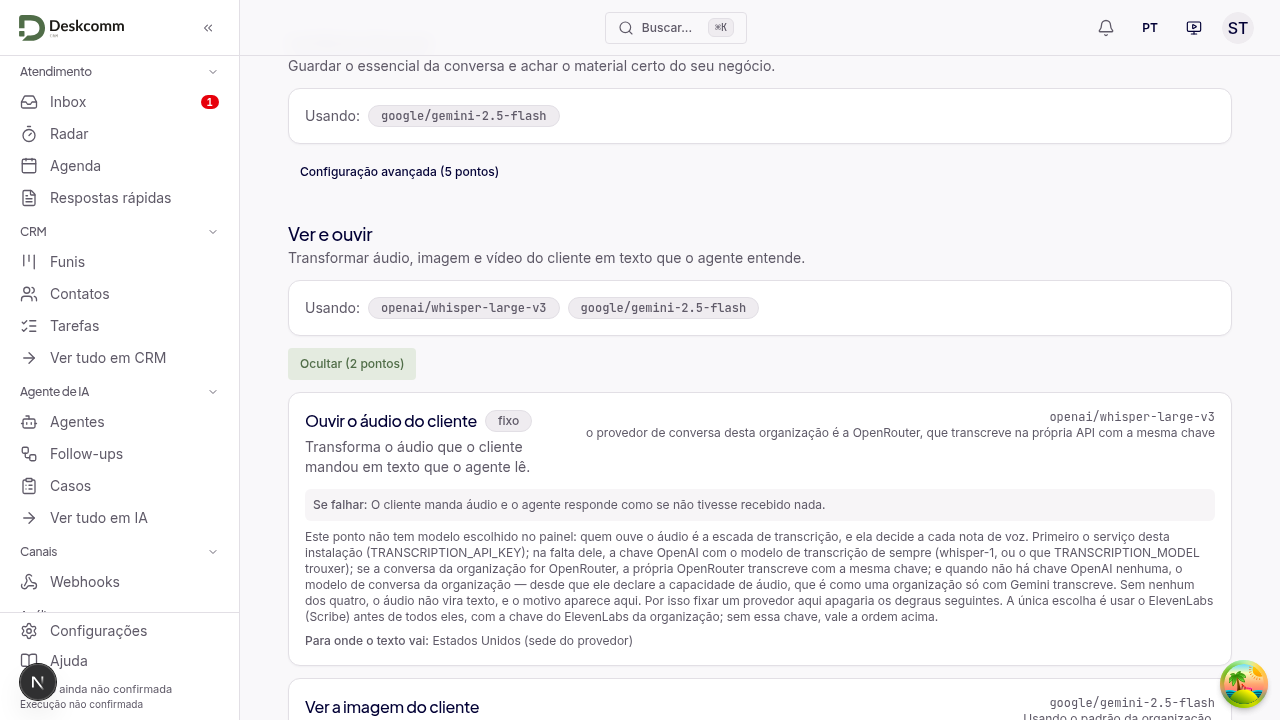 Deskcomm
Buscar...
⌘K
PT
ST
Atendimento
Inbox
1
Radar
Agenda
Respostas rápidas
CRM
Funis
Contatos
Tarefas
Ver tudo em CRM
Agente de IA
Agentes
Follow-ups
Casos
Ver tudo em IA
Canais
Webhooks
Configurações
Ajuda
ainda não confirmada
Execução não confirmada
N
Guardar o essencial da conversa e achar o material certo do seu negócio.
Usando: google/gemini-2.5-flash
Configuração avançada (5 pontos)
Ver e ouvir
Transformar áudio, imagem e vídeo do cliente em texto que o agente entende.
Usando: openai/whisper-large-v3 google/gemini-2.5-flash
Ocultar (2 pontos)
Ouvir o áudio do cliente fixo
openai/whisper-large-v3
o provedor de conversa desta organização é a OpenRouter, que transcreve na própria API com a mesma chave
Transforma o áudio que o cliente
mandou em texto que o agente lê.
Se falhar: O cliente manda áudio e o agente responde como se não tivesse recebido nada.
Este ponto não tem modelo escolhido no painel: quem ouve o áudio é a escada de transcrição, e ela decide a cada nota de voz. Primeiro o serviço desta
instalação (TRANSCRIPTION_API_KEY); na falta dele, a chave OpenAI com o modelo de transcrição de sempre (whisper-1, ou o que TRANSCRIPTION_MODEL
trouxer); se a conversa da organização for OpenRouter, a própria OpenRouter transcreve com a mesma chave; e quando não há chave OpenAI nenhuma, o
modelo de conversa da organização — desde que ele declare a capacidade de áudio, que é como uma organização só com Gemini transcreve. Sem nenhum
dos quatro, o áudio não vira texto, e o motivo aparece aqui. Por isso fixar um provedor aqui apagaria os degraus seguintes. A única escolha é usar o ElevenLabs
(Scribe) antes de todos eles, com a chave do ElevenLabs da organização; sem essa chave, vale a ordem acima.
Para onde o texto vai: Estados Unidos (sede do provedor)
Ver a imagem do cliente
google/gemini-2.5-flash
Usando o padrão da organização.